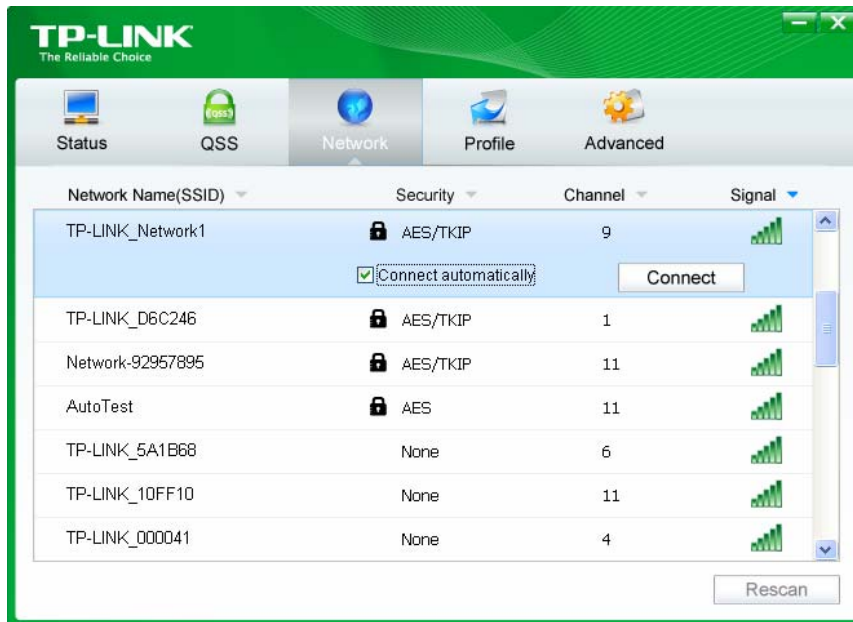 TP-LINK
The Reliable Choice
Status QSS Network Profile Advanced
Network Name(SSID) Security Channel Signal
TP-LINK_Network1 AES/TKIP 9
Connect automatically Connect
TP-LINK_D6C246 AES/TKIP 1
Network-92957895 AES/TKIP 11
AutoTest AES 11
TP-LINK_5A1B68 None 6
TP-LINK_10FF10 None 11
TP-LINK_000041 None 4
Rescan